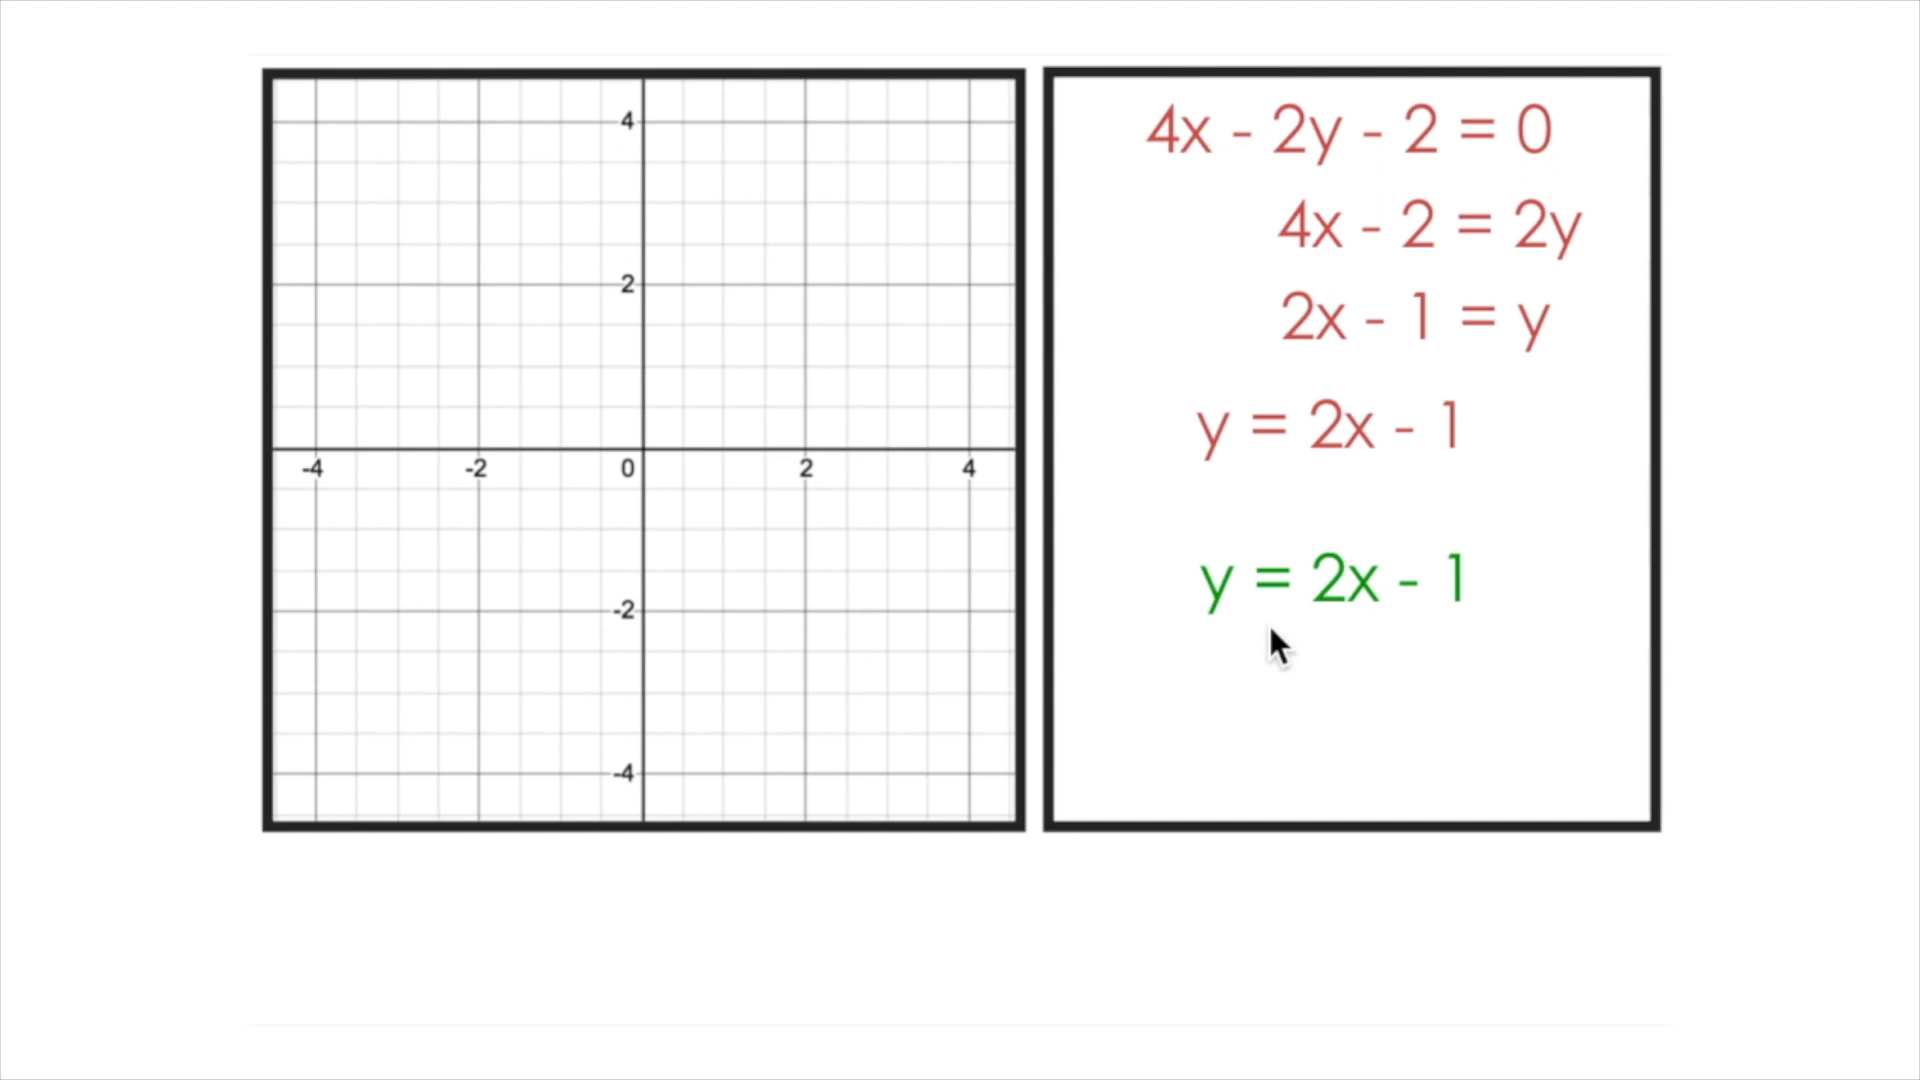 4x - 2y - 2 = 0
4x - 2 = 2y
2x - 1 = y
y = 2x - 1
y = 2x - 1
4
2
-4 -2 0 2 4
-2
-4